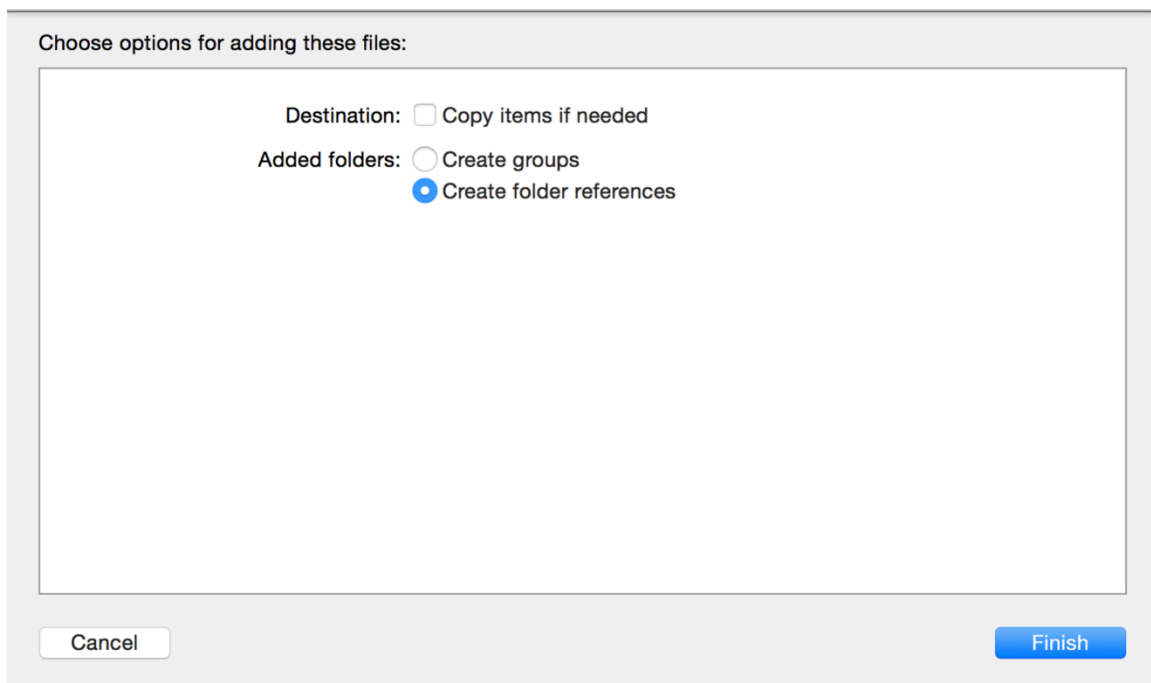 Choose options for adding these files:
Destination: Copy items if needed
Added folders: Create groups
Create folder references
Cancel Finish